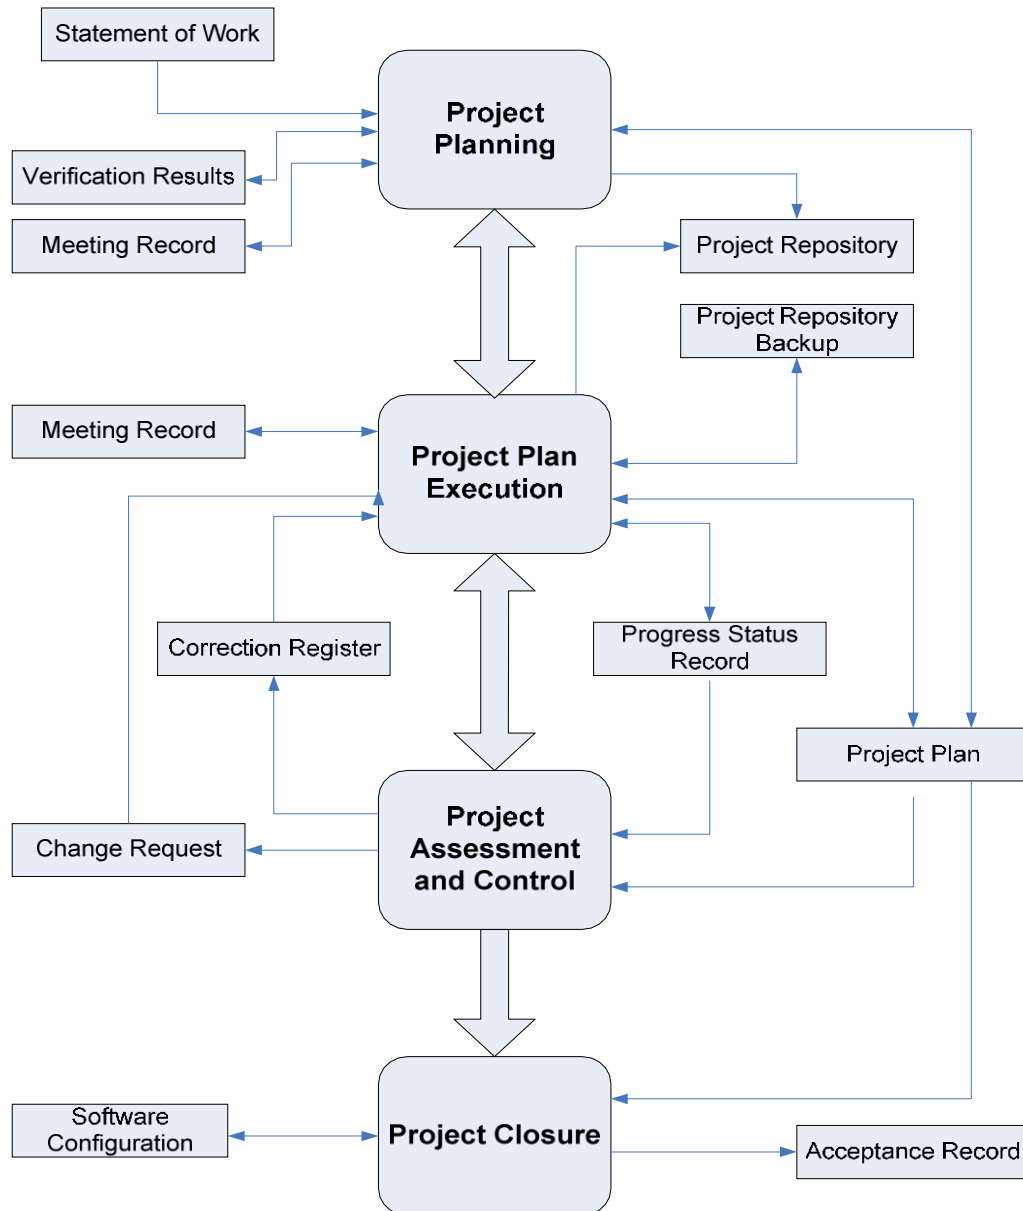 Statement of Work
Project
Planning
Verification Results
Meeting Record
Project Repository
Project Repository
Backup
Meeting Record
Project Plan
Execution
Correction Register
Progress Status
Record
Project Plan
Change Request
Project
Assessment
and Control
Software
Configuration
Project Closure
Acceptance Record